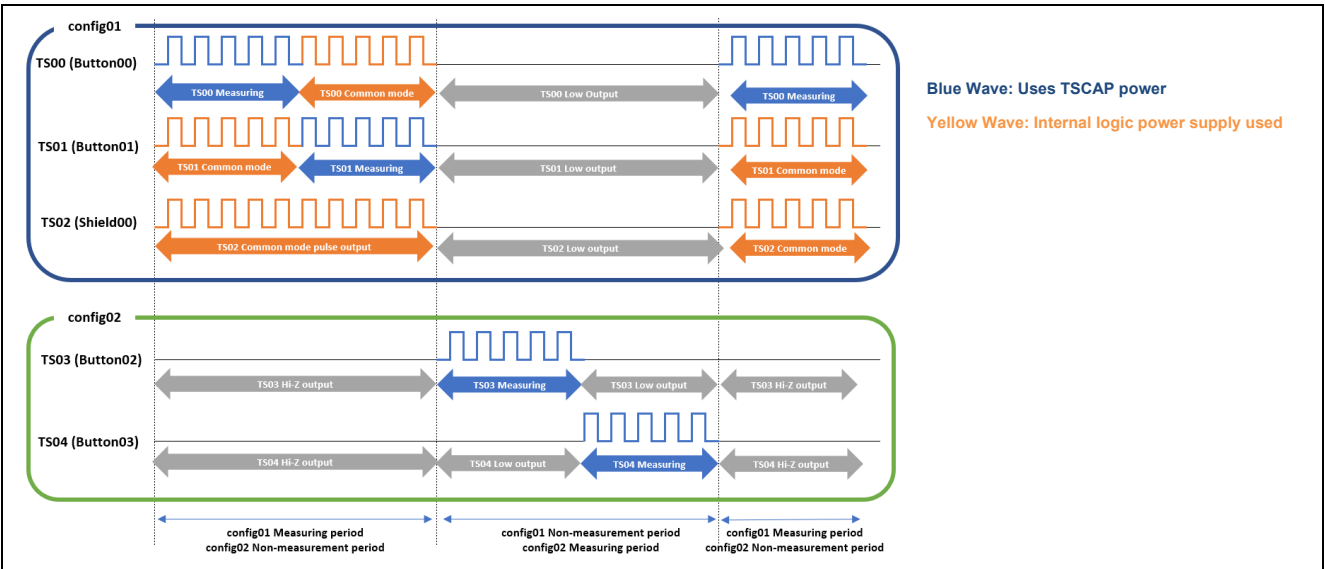 config01
TS00 (Button00)
TS00 Measuring
TS00 Common mode
TS00 Low Output
TS00 Measuring
Blue Wave: Uses TSCAP power
Yellow Wave: Internal logic power supply used
TS01 (Button01)
TS01 Common mode
TS01 Measuring
TS01 Low output
TS01 Common mode
TS02 (Shield00)
TS02 Common mode pulse output
TS02 Low output
TS02 Common mode
config02
TS03 (Button02)
TS03 Hi-Z output
TS03 Measuring
TS03 Low output
TS03 Hi-Z output
TS04 (Button03)
TS04 Hi-Z output
TS04 Low output
TS04 Measuring
TS04 Hi-Z output
config01 Measuring period
config02 Non-measurement period
config01 Non-measurement period
config02 Measuring period
config01 Measuring period
config02 Non-measurement period